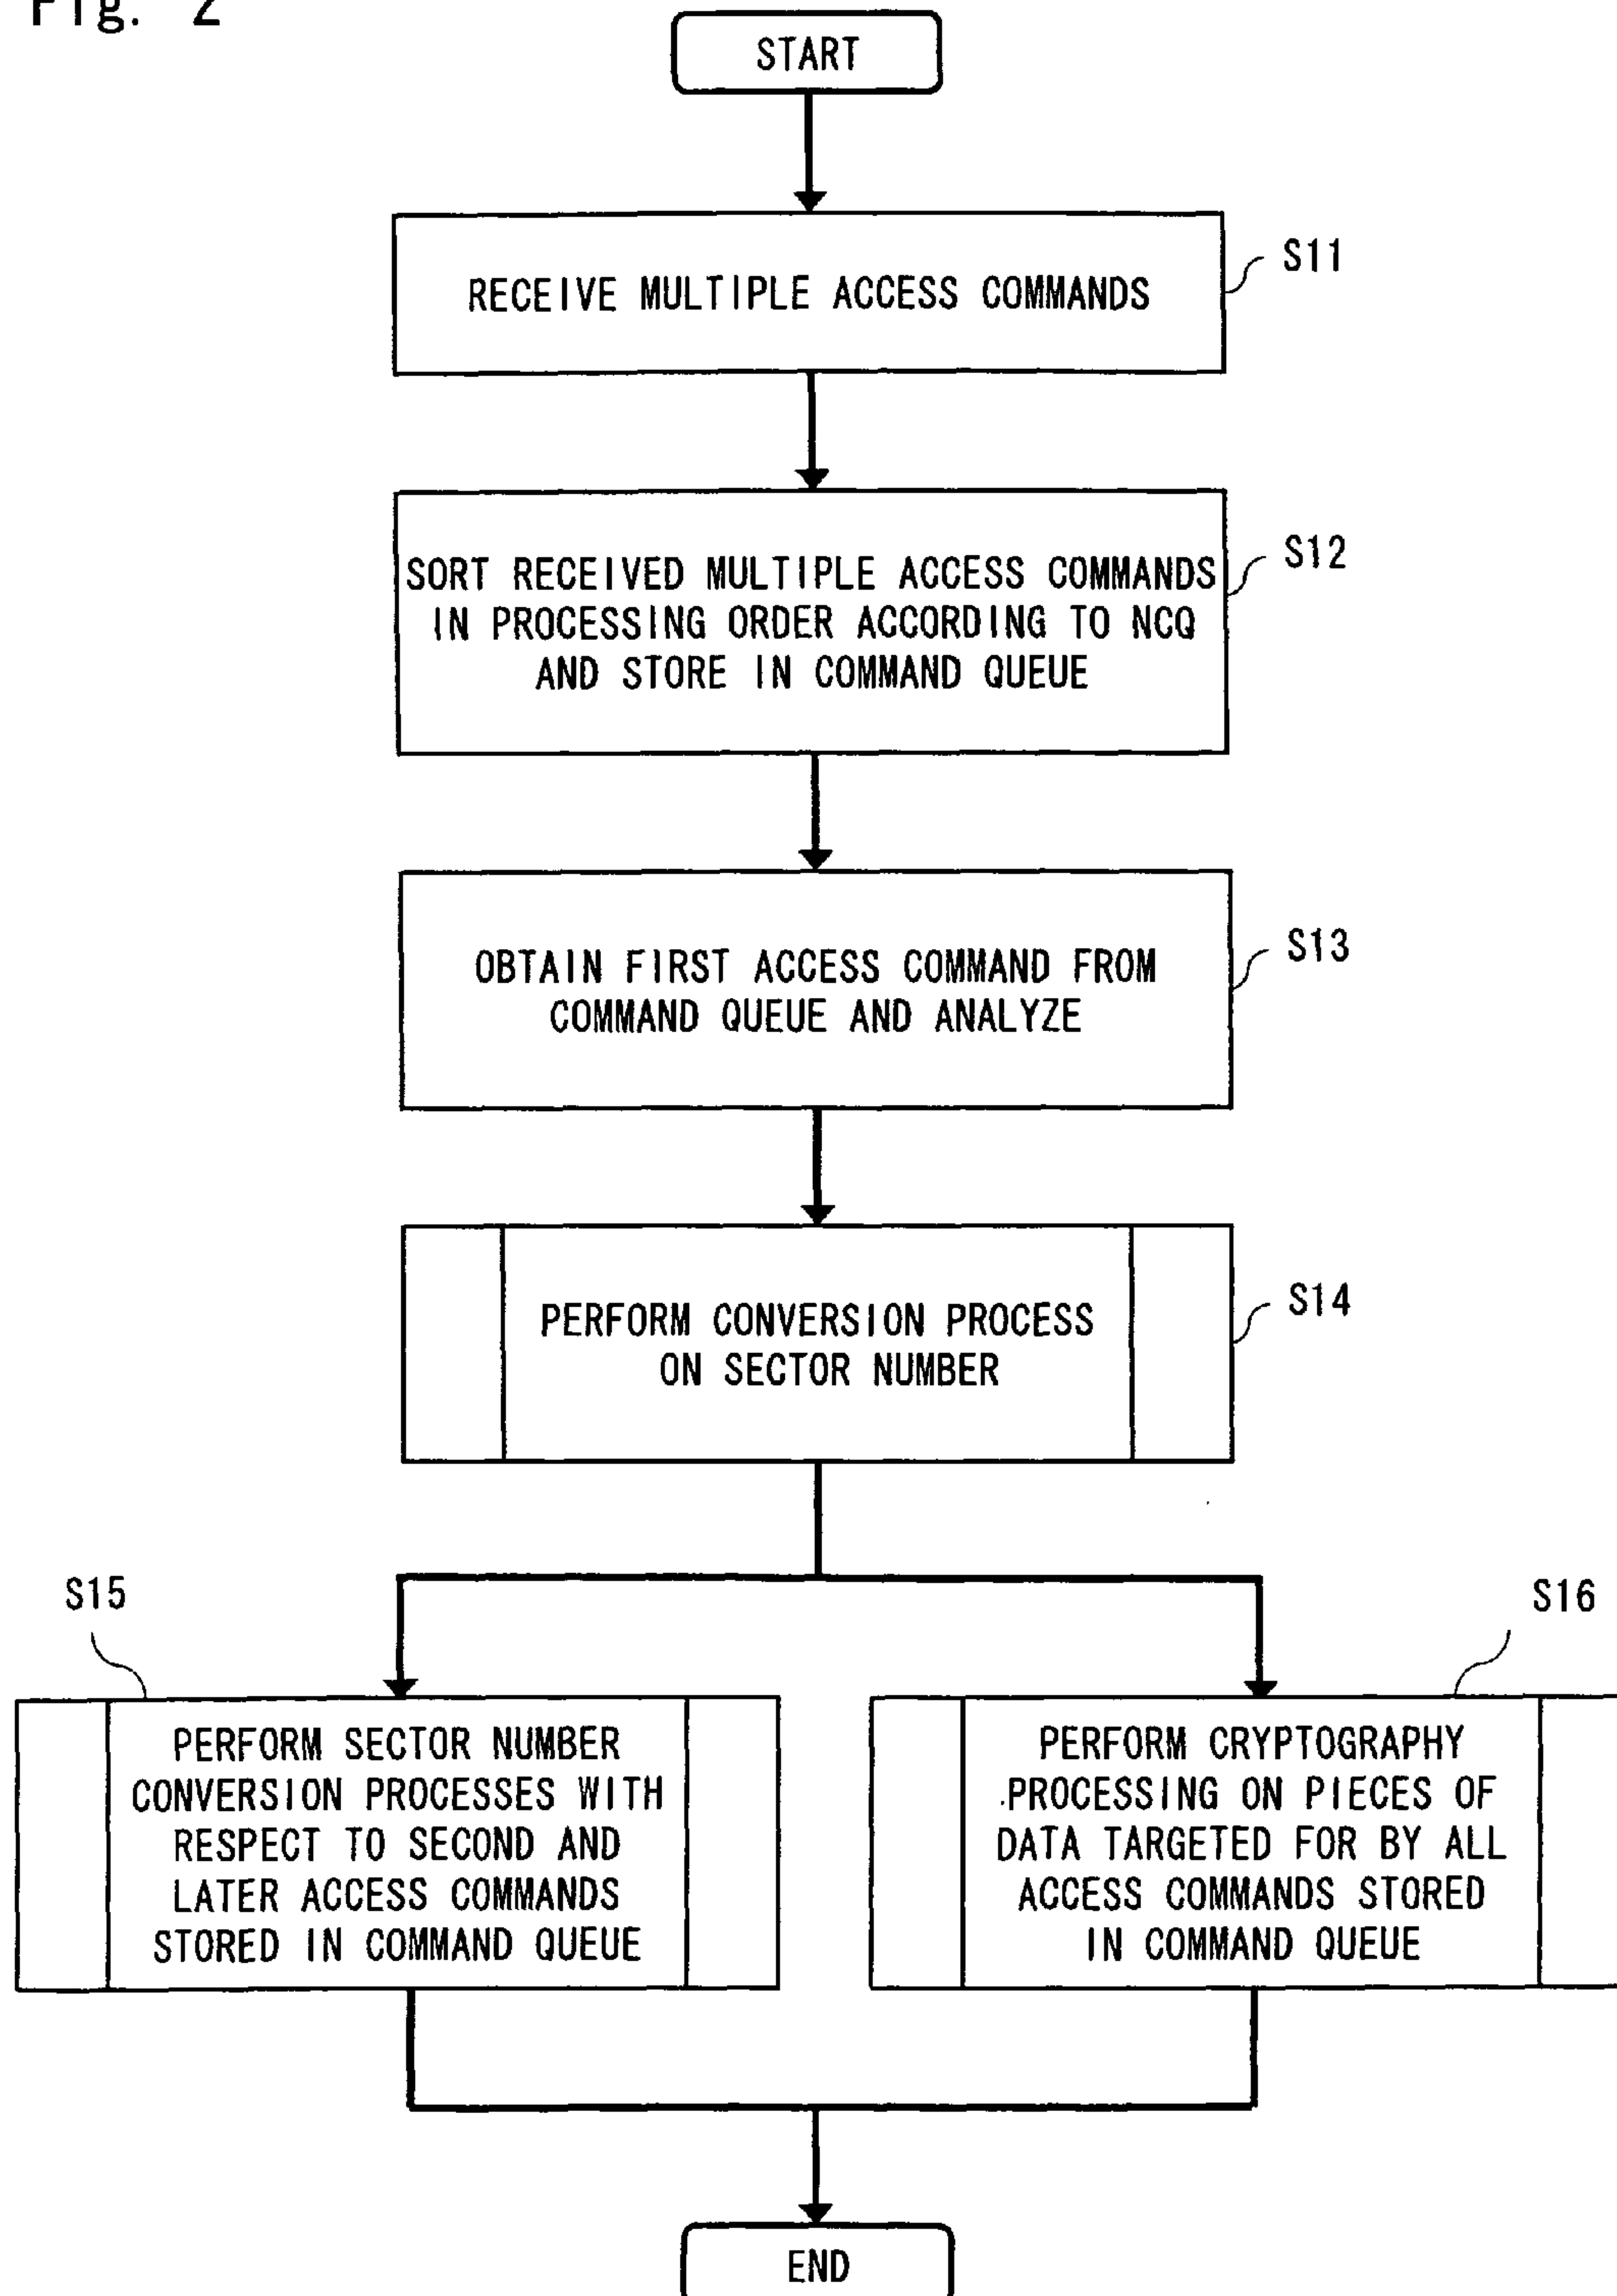 Fig. 2
START
RECEIVE MULTIPLE ACCESS COMMANDS
S11
SORT RECEIVED MULTIPLE ACCESS COMMANDS
IN PROCESSING ORDER ACCORDING TO NCQ
AND STORE IN COMMAND QUEUE
S12
OBTAIN FIRST ACCESS COMMAND FROM
COMMAND QUEUE AND ANALYZE
S13
PERFORM CONVERSION PROCESS
ON SECTOR NUMBER
S14
S15
PERFORM SECTOR NUMBER
CONVERSION PROCESSES WITH
RESPECT TO SECOND AND
LATER ACCESS COMMANDS
STORED IN COMMAND QUEUE
S16
PERFORM CRYPTOGRAPHY
PROCESSING ON PIECES OF
DATA TARGETED FOR BY ALL
ACCESS COMMANDS STORED
IN COMMAND QUEUE
END